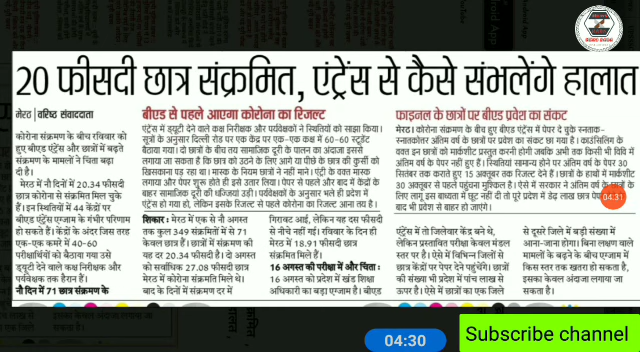 20 फीसदी छात्र संक्रमित, एंट्रेंस से कैसे संभलेंगे हालात
मेरठ | वरिष्ठ संवाददाता
कोरोना संक्रमण के बीच रविवार को
हुए बीएड एंट्रेंस और छात्रों में बढ़ते
संक्रमण के मामलों ने चिंता बढ़ा
दी है।
मेरठ में नौ दिनों में 20.34 फीसदी
छात्र कोरोना से संक्रमित मिल चुके
हैं। इन स्थितियों में 44 केंद्रों पर
बीएड एंट्रेंस एग्जाम के गंभीर परिणाम
हो सकते हैं। केंद्रों के अंदर जिस तरह
एक-एक कमरे में 40-60
परीक्षार्थियों को बैठाया गया उसे
ड्यूटी देने वाले कक्ष निरीक्षक और
पर्यवेक्षक तक हैरान हैं।
नौ दिन में 71 छात्र संक्रमण के
बीएड से पहले आएगा कोरोना का रिजल्ट
एंट्रेंस में ड्यूटी देने वाले कक्ष निरीक्षक और पर्यवेक्षकों ने स्थितियों को साझा किया।
सूत्रों के अनुसार दिल्ली रोड पर एक केंद्र पर एक-एक कक्ष में 60-60 स्टूडेंट
बैठाया गया। दो छात्रों के बीच तय सामाजिक दूरी के पालन का अंदाजा इससे
लगाया जा सकता है कि छात्र को उठने के लिए आगे या पीछे के छात्र की कुर्सी को
खिसकाना पड़ रहा था। मास्क के नियम छात्रों ने नहीं माने। एंट्री के वक्त मास्क
लगाया और पेपर शुरू होते ही इसे उतार लिया। पेपर से पहले और बाद में केंद्रों के
बाहर सामाजिक दूरी की धज्जियां उड़ीं। पर्यवेक्षकों के अनुसार भले ही प्रदेश में
एंट्रेंस हो गया हो, लेकिन इसके रिजल्ट से पहले कोरोना का रिजल्ट आना तय है।
शिकार : मेरठ में एक से नौ अगस्त
तक कुल 349 संक्रमितों में से 71
केवल छात्र हैं। छात्रों में संक्रमण की
यह दर 20.34 फीसदी है। दो अगस्त
को सर्वाधिक 27.08 फीसदी छात्र
मेरठ में कोरोना संक्रमति मिले थे।
बाद के दिनों में संक्रमण दर में
गिरावट आई, लेकिन यह दस फीसदी
से नीचे नहीं गई। रविवार के दिन ही
मेरठ में 18.91 फीसदी छात्र
संक्रमित मिले हैं।
16 अगस्त की परीक्षा में और चिंता :
16 अगस्त को प्रदेश में खंड शिक्षा
अधिकारी का बड़ा एग्जाम है। बीएड
फाइनल के छात्रों पर बीएड प्रवेश का संकट
मेरठ। कोरोना संक्रमण के बीच हुए बीएड एंट्रेंस में पेपर दे चुके स्नातक-
स्नातकोत्तर अंतिम वर्ष के छात्रों पर प्रवेश का संकट छा गया है। काउंसिलिंग के
वक्त इन छात्रों को मार्कशीट प्रस्तुत करनी होगी जबकि अभी तक किसी भी विवि में
अंतिम वर्ष के पेपर नहीं हुए हैं। स्थितियां सामान्य होने पर अंतिम वर्ष के पेपर 30
सितंबर तक कराते हुए 15 अक्तूबर तक रिजल्ट देने हैं। छात्रों के हाथों में मार्कशीट
30 अक्तूबर से पहले पहुंचना मुश्किल है। ऐसे में सरकार ने अंतिम वर्ष के छात्रों के
लिए लागू इस बाध्यता में छूट नहीं दी तो पूरे प्रदेश में डेढ़ लाख छात्र
बाद भी प्रवेश से बाहर हो जाएंगे।
एंट्रेंस में तो जिलेवार केंद्र बने थे,
लेकिन प्रस्तावित परीक्षा केवल मंडल
स्तर पर है। ऐसे में विभिन्न जिलों से
छात्र केंद्रों पर पेपर देने पहुंचेंगे। छात्रों
की संख्या भी प्रदेश में पांच लाख से
ऊपर है। ऐसे में छात्रों का एक जिले
से दूसरे जिले में बड़ी संख्या में
आना-जाना होगा। बिना लक्षण वाले
मामलों के बढ़ने के बीच एग्जाम में
किस स्तर तक खतरा हो सकता है,
इसका केवल अंदाजा लगाया जा
सकता है।
04:31
04:30
Subscribe channel